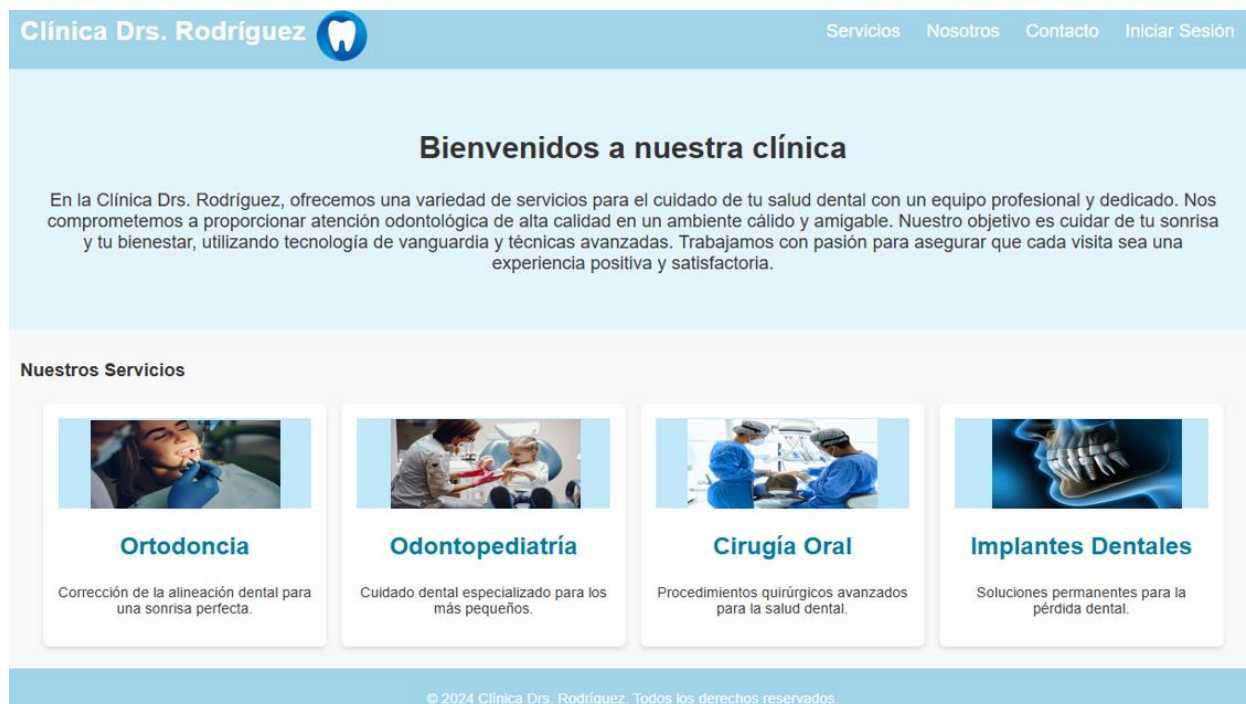 Clínica Drs. Rodríguez
Servicios Nosotros Contacto Iniciar Sesión
Bienvenidos a nuestra clínica
En la Clínica Drs. Rodríguez, ofrecemos una variedad de servicios para el cuidado de tu salud dental con un equipo profesional y dedicado. Nos
comprometemos a proporcionar atención odontológica de alta calidad en un ambiente cálido y amigable. Nuestro objetivo es cuidar de tu sonrisa
y tu bienestar, utilizando tecnología de vanguardia y técnicas avanzadas. Trabajamos con pasión para asegurar que cada visita sea una
experiencia positiva y satisfactoria.
Nuestros Servicios
Ortodoncia
Corrección de la alineación dental para
una sonrisa perfecta.
Odontopediatría
Cuidado dental especializado para los
más pequeños.
Cirugía Oral
Procedimientos quirúrgicos avanzados
para la salud dental.
Implantes Dentales
Soluciones permanentes para la
pérdida dental.
© 2024 Clínica Drs. Rodríguez. Todos los derechos reservados.